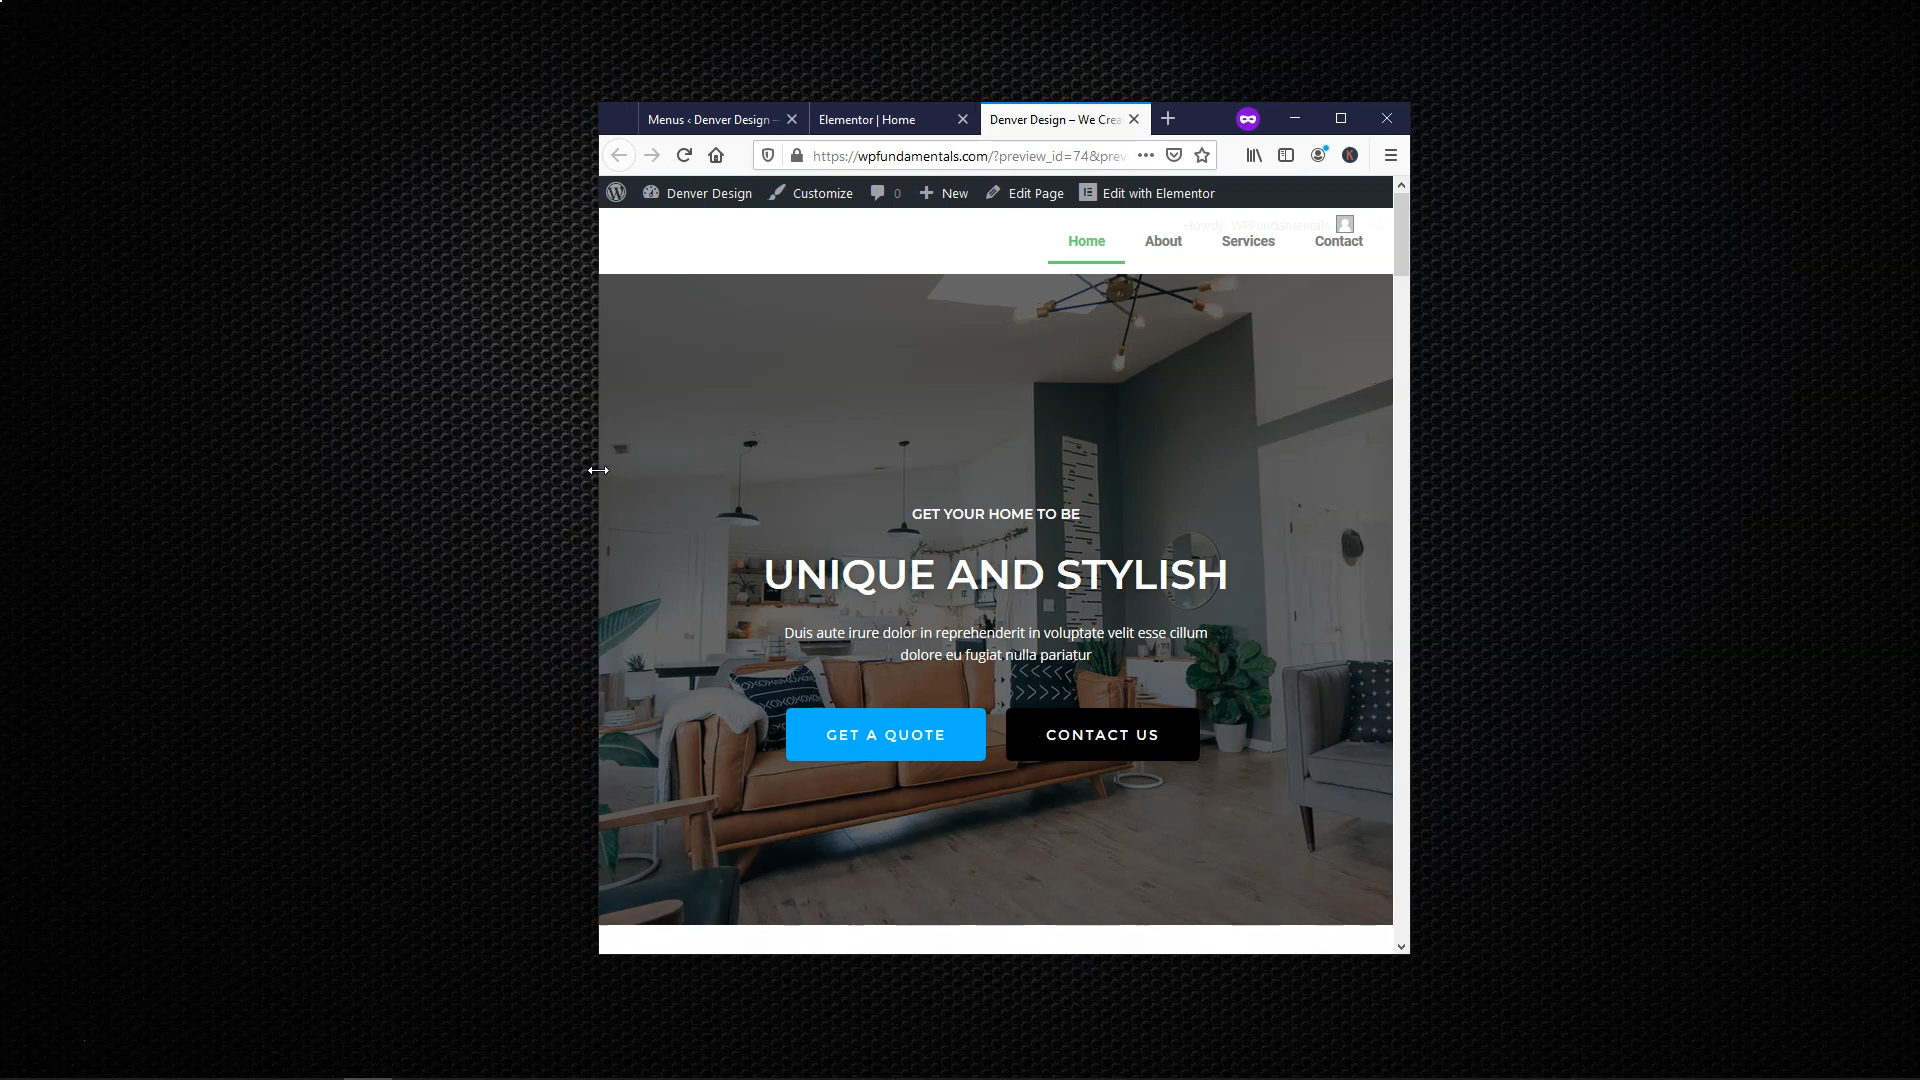 Menus ‹ Denver Design –
Elementor | Home
Denver Design – We Crea
https://wpfundamentals.com/?preview_id=74&prev
Denver Design
Customize
0
New
Edit Page
Edit with Elementor
Howdy, WPFundamentals
Home
About
Services
Contact
GET YOUR HOME TO BE
UNIQUE AND STYLISH
Duis aute irure dolor in reprehenderit in voluptate velit esse cillum
dolore eu fugiat nulla pariatur
GET A QUOTE
CONTACT US